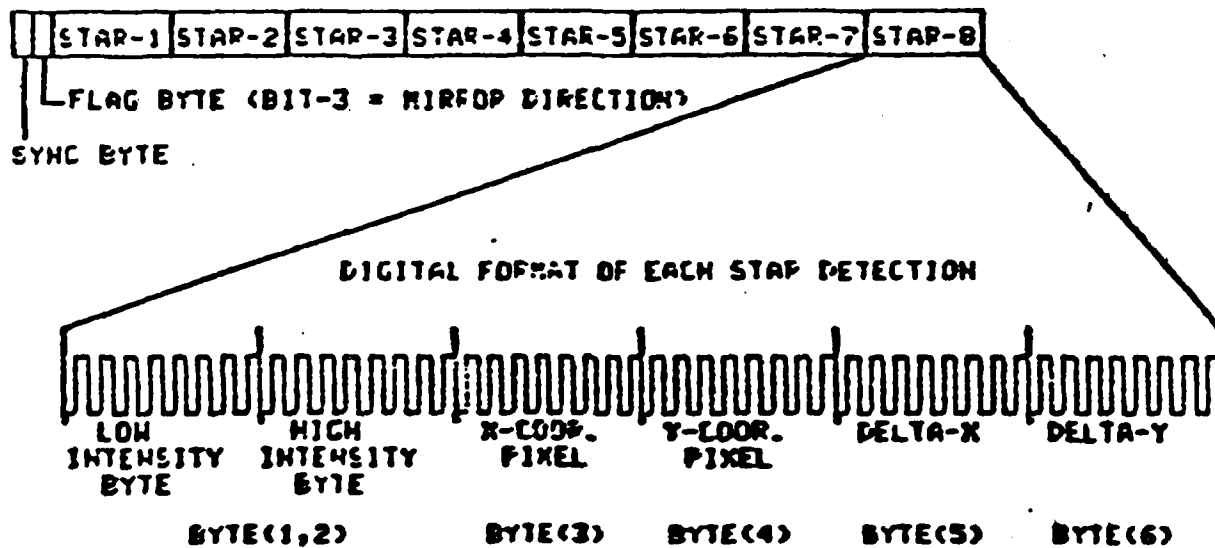 STAR-1 STAR-2 STAR-3 STAR-4 STAR-5 STAR-6 STAR-7 STAR-8
FLAG BYTE (BIT-3 = MIRROR DIRECTION)
SYNC BYTE
DIGITAL FORMAT OF EACH STAR DETECTION
LOW INTENSITY BYTE
HIGH INTENSITY BYTE
X-COOR. PIXEL
Y-COOR. PIXEL
DELTA-X
DELTA-Y
BYTE(1,2) BYTE(3) BYTE(4) BYTE(5) BYTE(6)